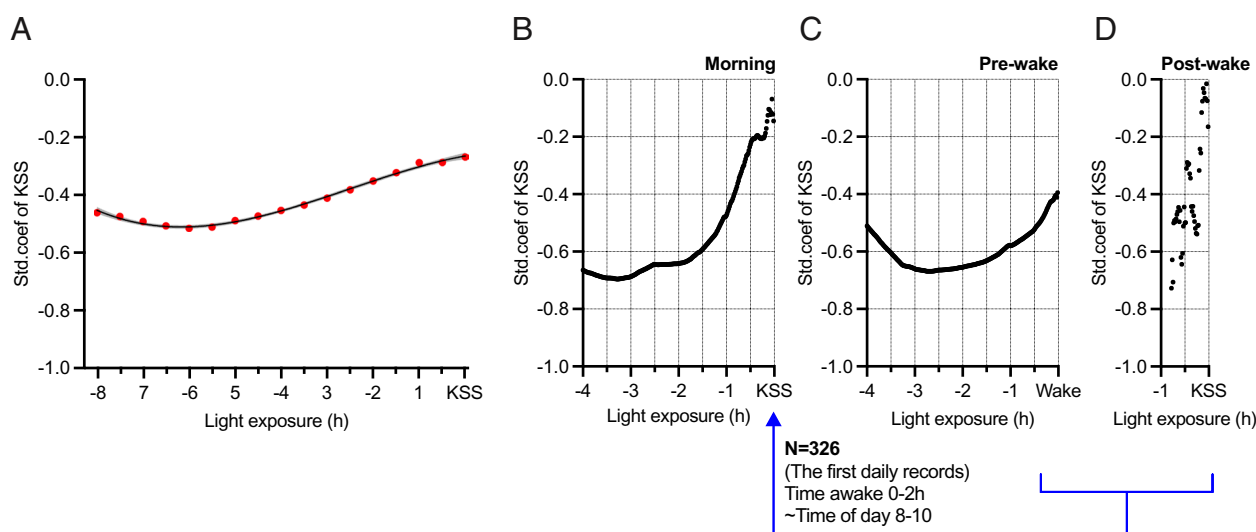 A
B
C
D
Morning
Pre-wake
Post-wake
0.0
-0.2
-0.4
-0.6
-0.8
-1.0
Std.coef of KSS
-8 7 6 5 -4 -3 -2 1 KSS
Light exposure (h)
0.0
-0.2
-0.4
-0.6
-0.8
-1.0
Std.coef of KSS
-4 -3 -2 -1 KSS
Light exposure (h)
0.0
-0.2
-0.4
-0.6
-0.8
-1.0
Std.coef of KSS
-4 -3 -2 -1 Wake
Light exposure (h)
0.0
-0.2
-0.4
-0.6
-0.8
-1.0
Std.coef of KSS
-1 KSS
Light exposure (h)
N=326
(The first daily records)
Time awake 0-2h
~Time of day 8-10